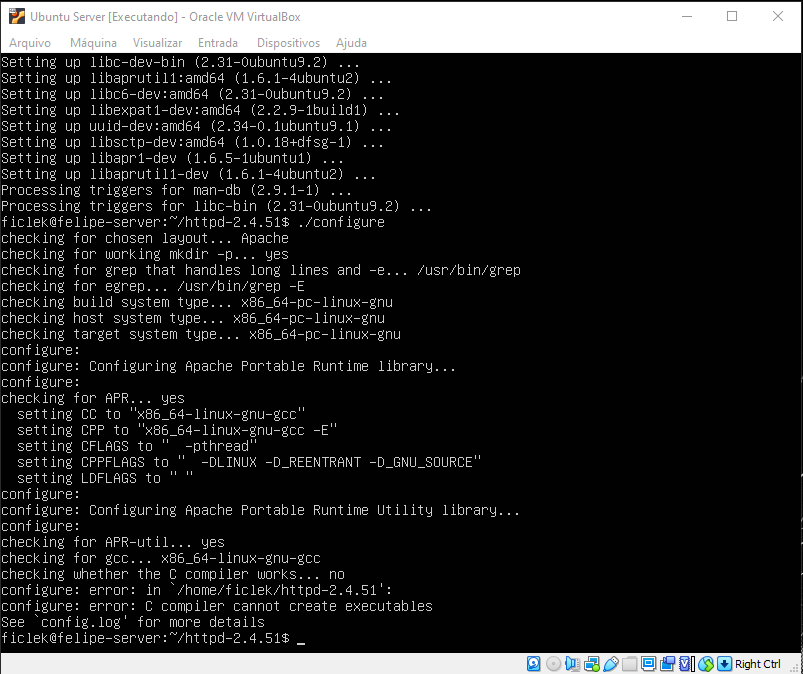 Ubuntu Server [Executando] - Oracle VM VirtualBox
Arquivo Máquina Visualizar Entrada Dispositivos Ajuda
Setting up libc-dev-bin (2.31-0ubuntu9.2) ...
Setting up libaprutil1:amd64 (1.6.1-4ubuntu2) ...
Setting up libc6-dev:amd64 (2.31-0ubuntu9.2) ...
Setting up libexpat1-dev:amd64 (2.2.9-1build1) ...
Setting up uuid-dev:amd64 (2.34-0.1ubuntu9.1) ...
Setting up libsctp-dev:amd64 (1.0.18+dfsg-1) ...
Setting up libapr1-dev (1.6.5-1ubuntu1) ...
Setting up libaprutil1-dev (1.6.1-4ubuntu2) ...
Processing triggers for man-db (2.9.1-1) ...
Processing triggers for libc-bin (2.31-0ubuntu9.2) ...
ficlek@felipe-server:~/httpd-2.4.51$ ./configure
checking for chosen layout... Apache
checking for working mkdir -p... yes
checking for grep that handles long lines and -e... /usr/bin/grep
checking for egrep... /usr/bin/grep -E
checking build system type... x86_64-pc-linux-gnu
checking host system type... x86_64-pc-linux-gnu
checking target system type... x86_64-pc-linux-gnu
configure:
configure: Configuring Apache Portable Runtime library...
configure:
checking for APR... yes
  setting CC to "x86_64-linux-gnu-gcc"
  setting CPP to "x86_64-linux-gnu-gcc -E"
  setting CFLAGS to "  -pthread"
  setting CPPFLAGS to "  -DLINUX -D_REENTRANT -D_GNU_SOURCE"
  setting LDFLAGS to " "
configure:
configure: Configuring Apache Portable Runtime Utility library...
configure:
checking for APR-util... yes
checking for gcc... x86_64-linux-gnu-gcc
checking whether the C compiler works... no
configure: error: in `/home/ficlek/httpd-2.4.51':
configure: error: C compiler cannot create executables
See `config.log' for more details
ficlek@felipe-server:~/httpd-2.4.51$ _
Right Ctrl